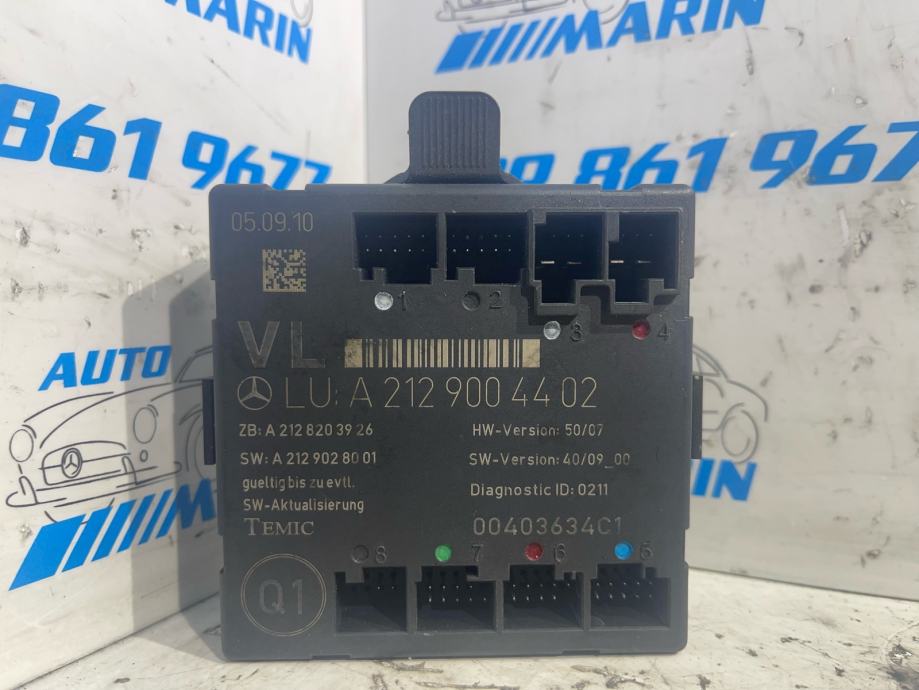 MARIN
MARIN
861 9677
861 9677
05.09.10
1 2
3 4
VL
LU: A 212 900 44 02
ZB: A 212 820 39 26
HW-Version: 50/07
SW: A 212 902 80 01
SW-Version: 40/09_00
gueltig bis zu evtl.
Diagnostic ID: 0211
SW-Aktualisierung
TEMIC
00403634C1
8 7 6 5
Q1
AUTO
MARIN